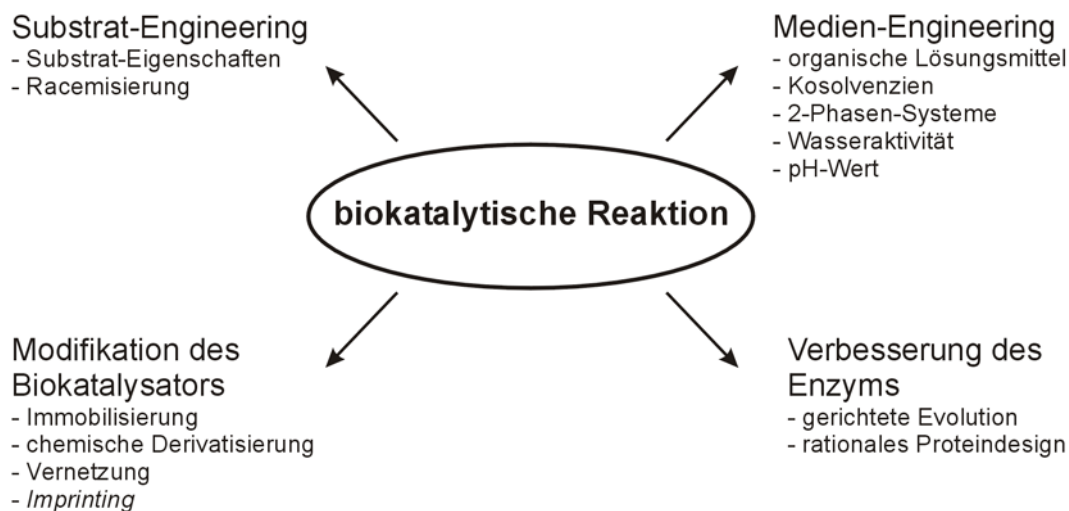 Substrat-Engineering
- Substrat-Eigenschaften
- Racemisierung
Medien-Engineering
- organische Lösungsmittel
- Kosolvenzien
- 2-Phasen-Systeme
- Wasseraktivität
- pH-Wert
biokatalytische Reaktion
Modifikation des
Biokatalysators
- Immobilisierung
- chemische Derivatisierung
- Vernetzung
- Imprinting
Verbesserung des
Enzyms
- gerichtete Evolution
- rationales Proteindesign